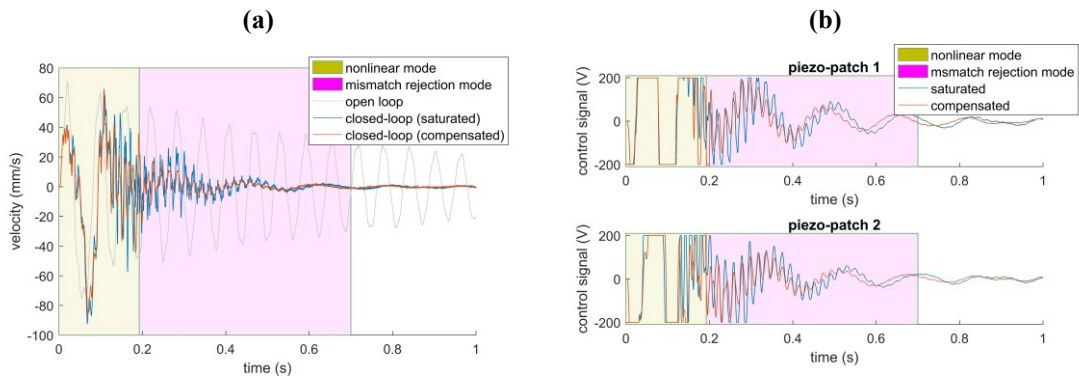 (a)
80
60
40
20
0
-20
-40
-60
-80
-100
velocity (mm/s)
0
0.2
0.4
0.6
0.8
1
time (s)
nonlinear mode
mismatch rejection mode
open loop
closed-loop (saturated)
closed-loop (compensated)
(b)
piezo-patch 1
200
0
-200
control signal (V)
0
0.2
0.4
0.6
0.8
1
time (s)
nonlinear mode
msmatch rejection mode
saturated
compensated
piezo-patch 2
200
0
-200
control signal (V)
0
0.2
0.4
0.6
0.8
1
time (s)